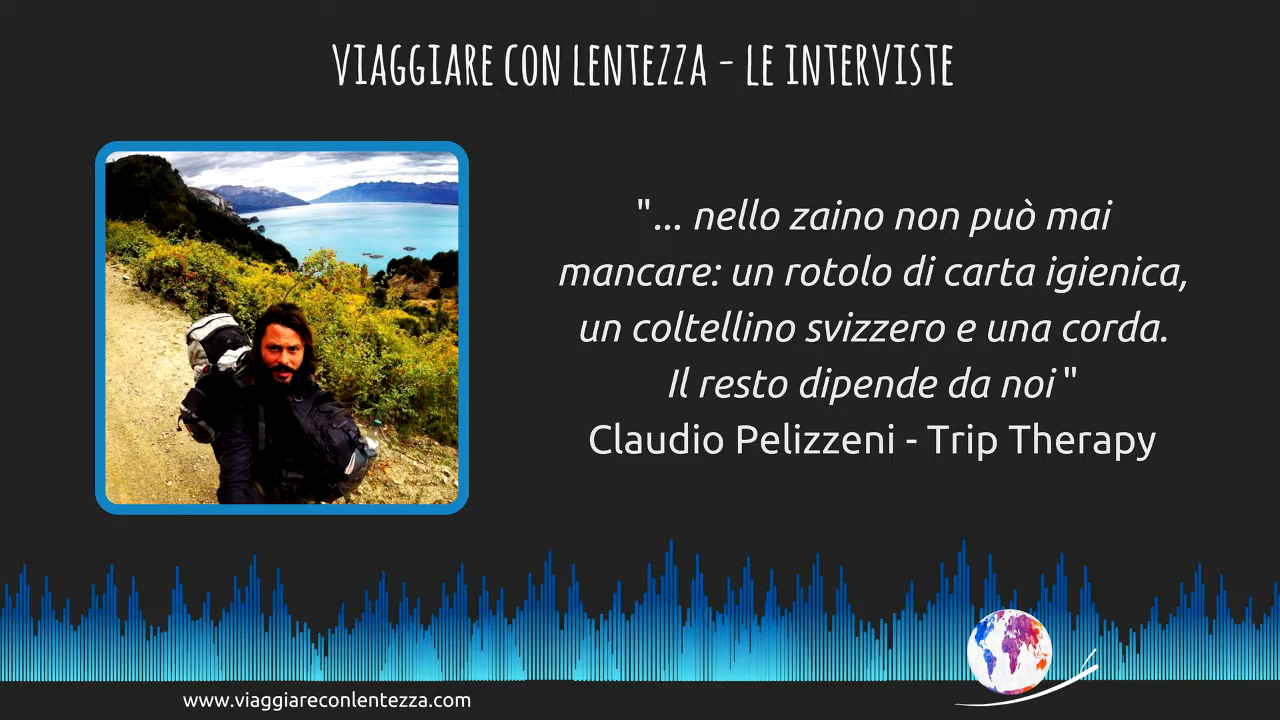 VIAGGIARE CON LENTEZZA - LE INTERVISTE
"... nello zaino non può mai
mancare: un rotolo di carta igienica,
un coltellino svizzero e una corda.
Il resto dipende da noi"
Claudio Pelizzeni - Trip Therapy
www.viaggiareconlentezza.com